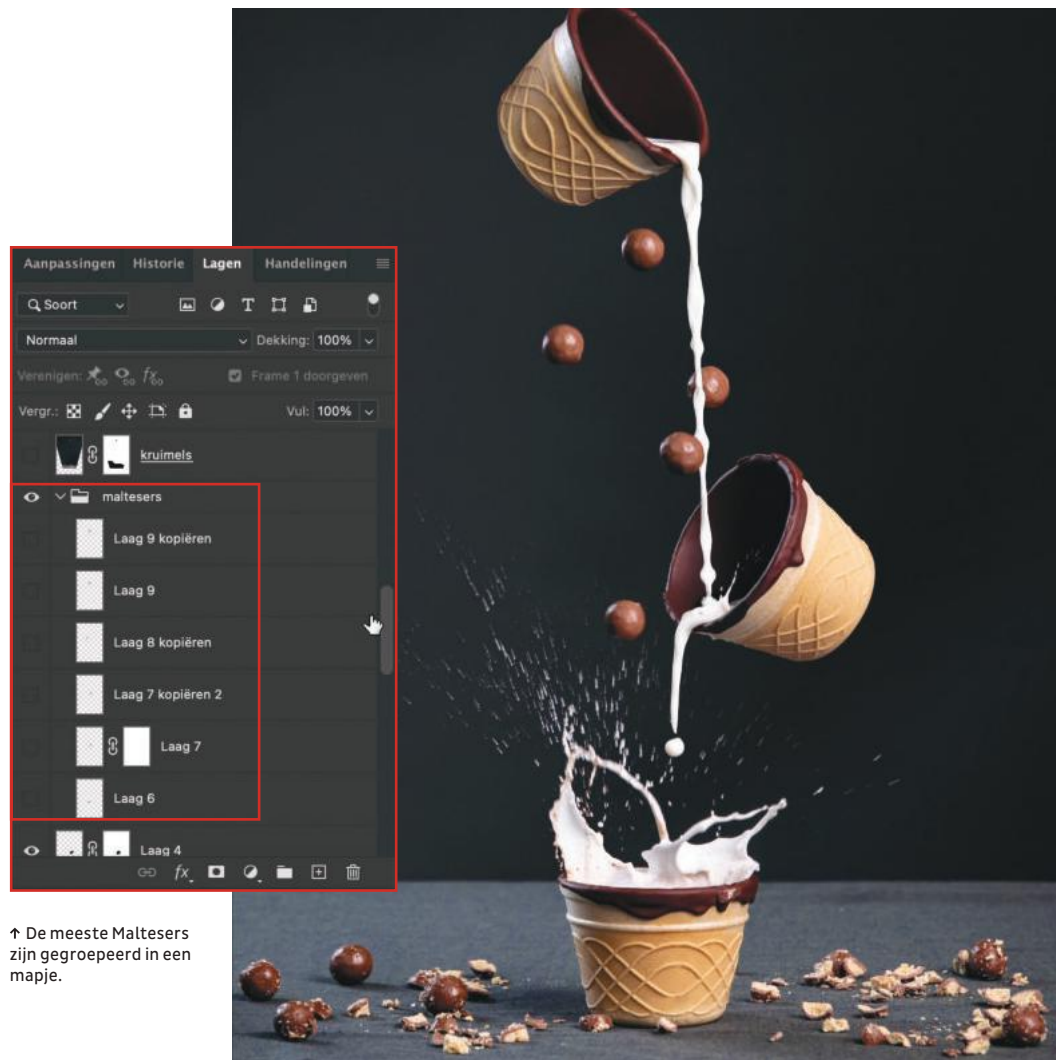 Aanpassingen Historie Lagen Handelingen
Soort
Normaal Dekking: 100%
Verenigen: fx Frame 1 doorgeven
Vergr.: Vul: 100%
kruimels
maltesers
Laag 9 kopiëren
Laag 9
Laag 8 kopiëren
Laag 7 kopiëren 2
Laag 7
Laag 6
Laag 4
fx
↑ De meeste Maltesers
zijn gegroepeerd in een
mapje.